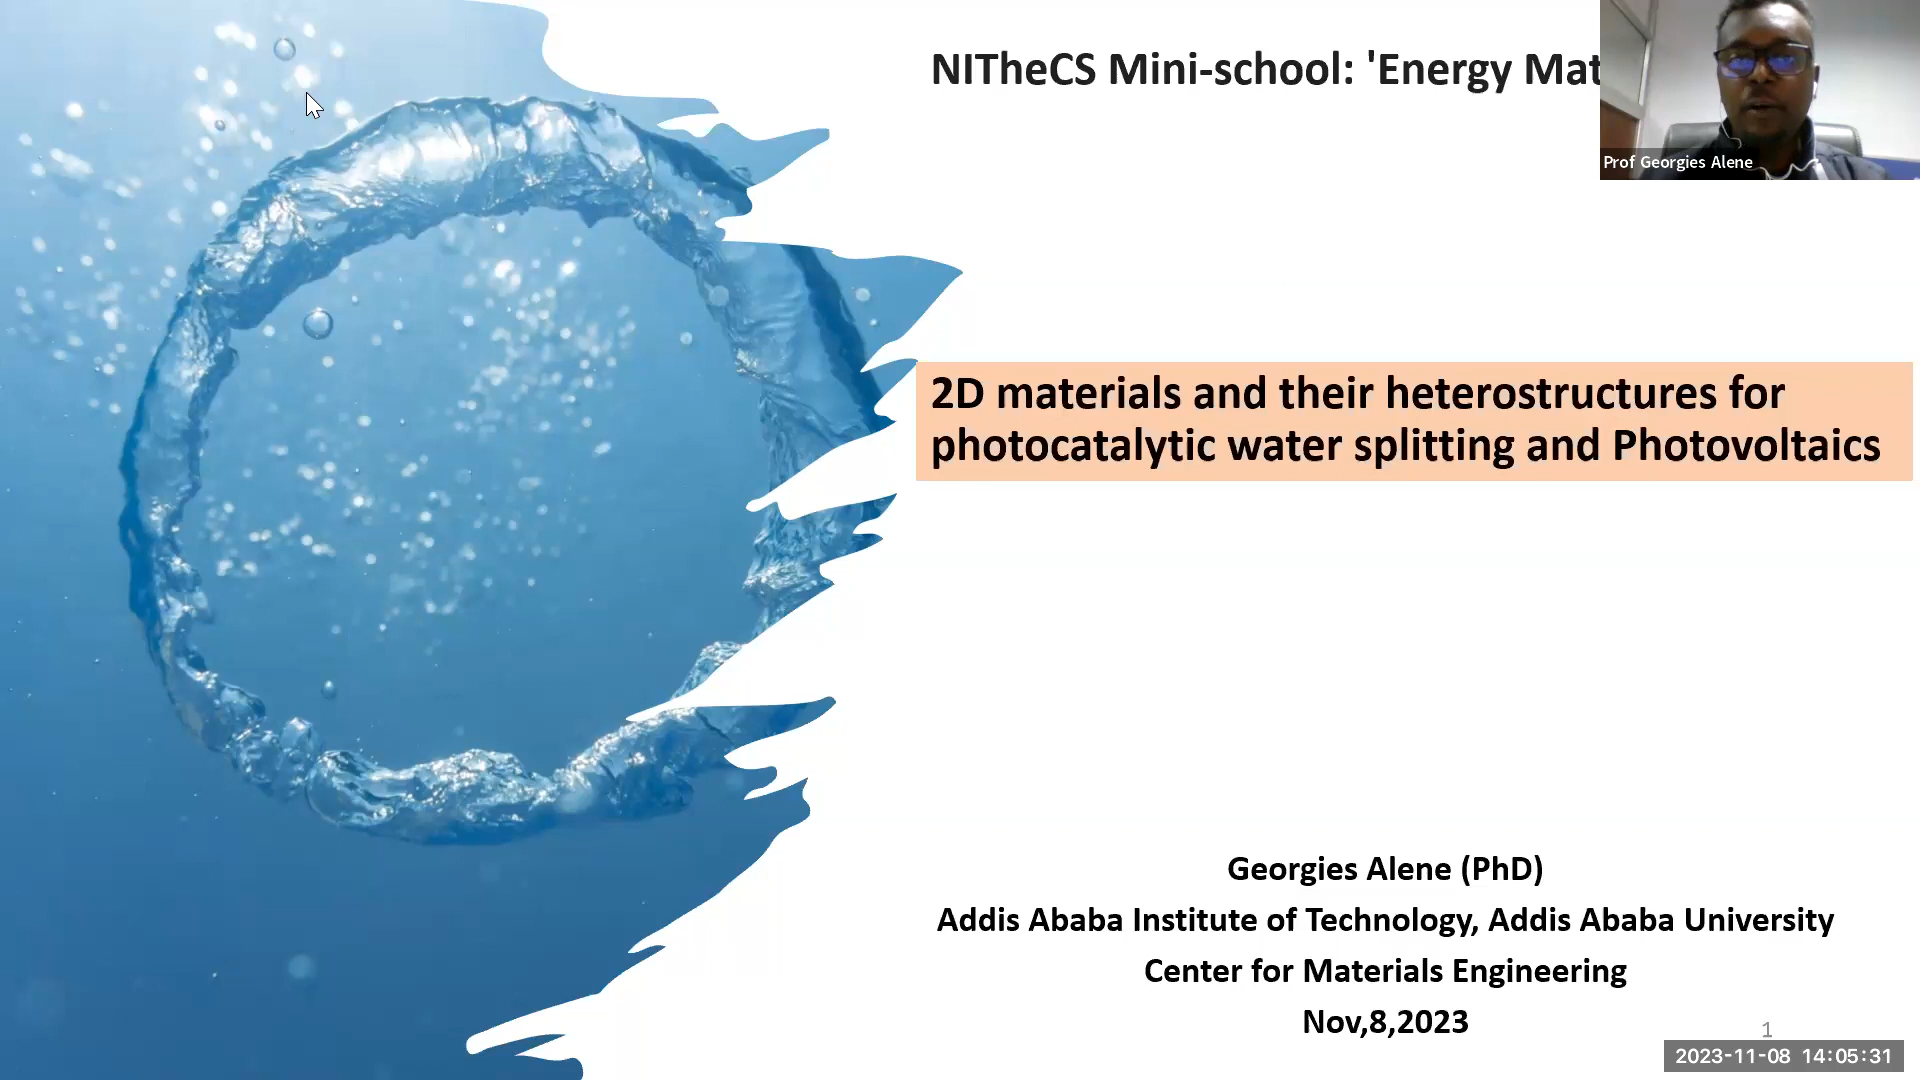 NITheCS Mini-school: 'Energy Mat
Prof Georgies Alene
2D materials and their heterostructures for
photocatalytic water splitting and Photovoltaics
Georgies Alene (PhD)
Addis Ababa Institute of Technology, Addis Ababa University
Center for Materials Engineering
Nov,8,2023
1
2023-11-08 14:05:31